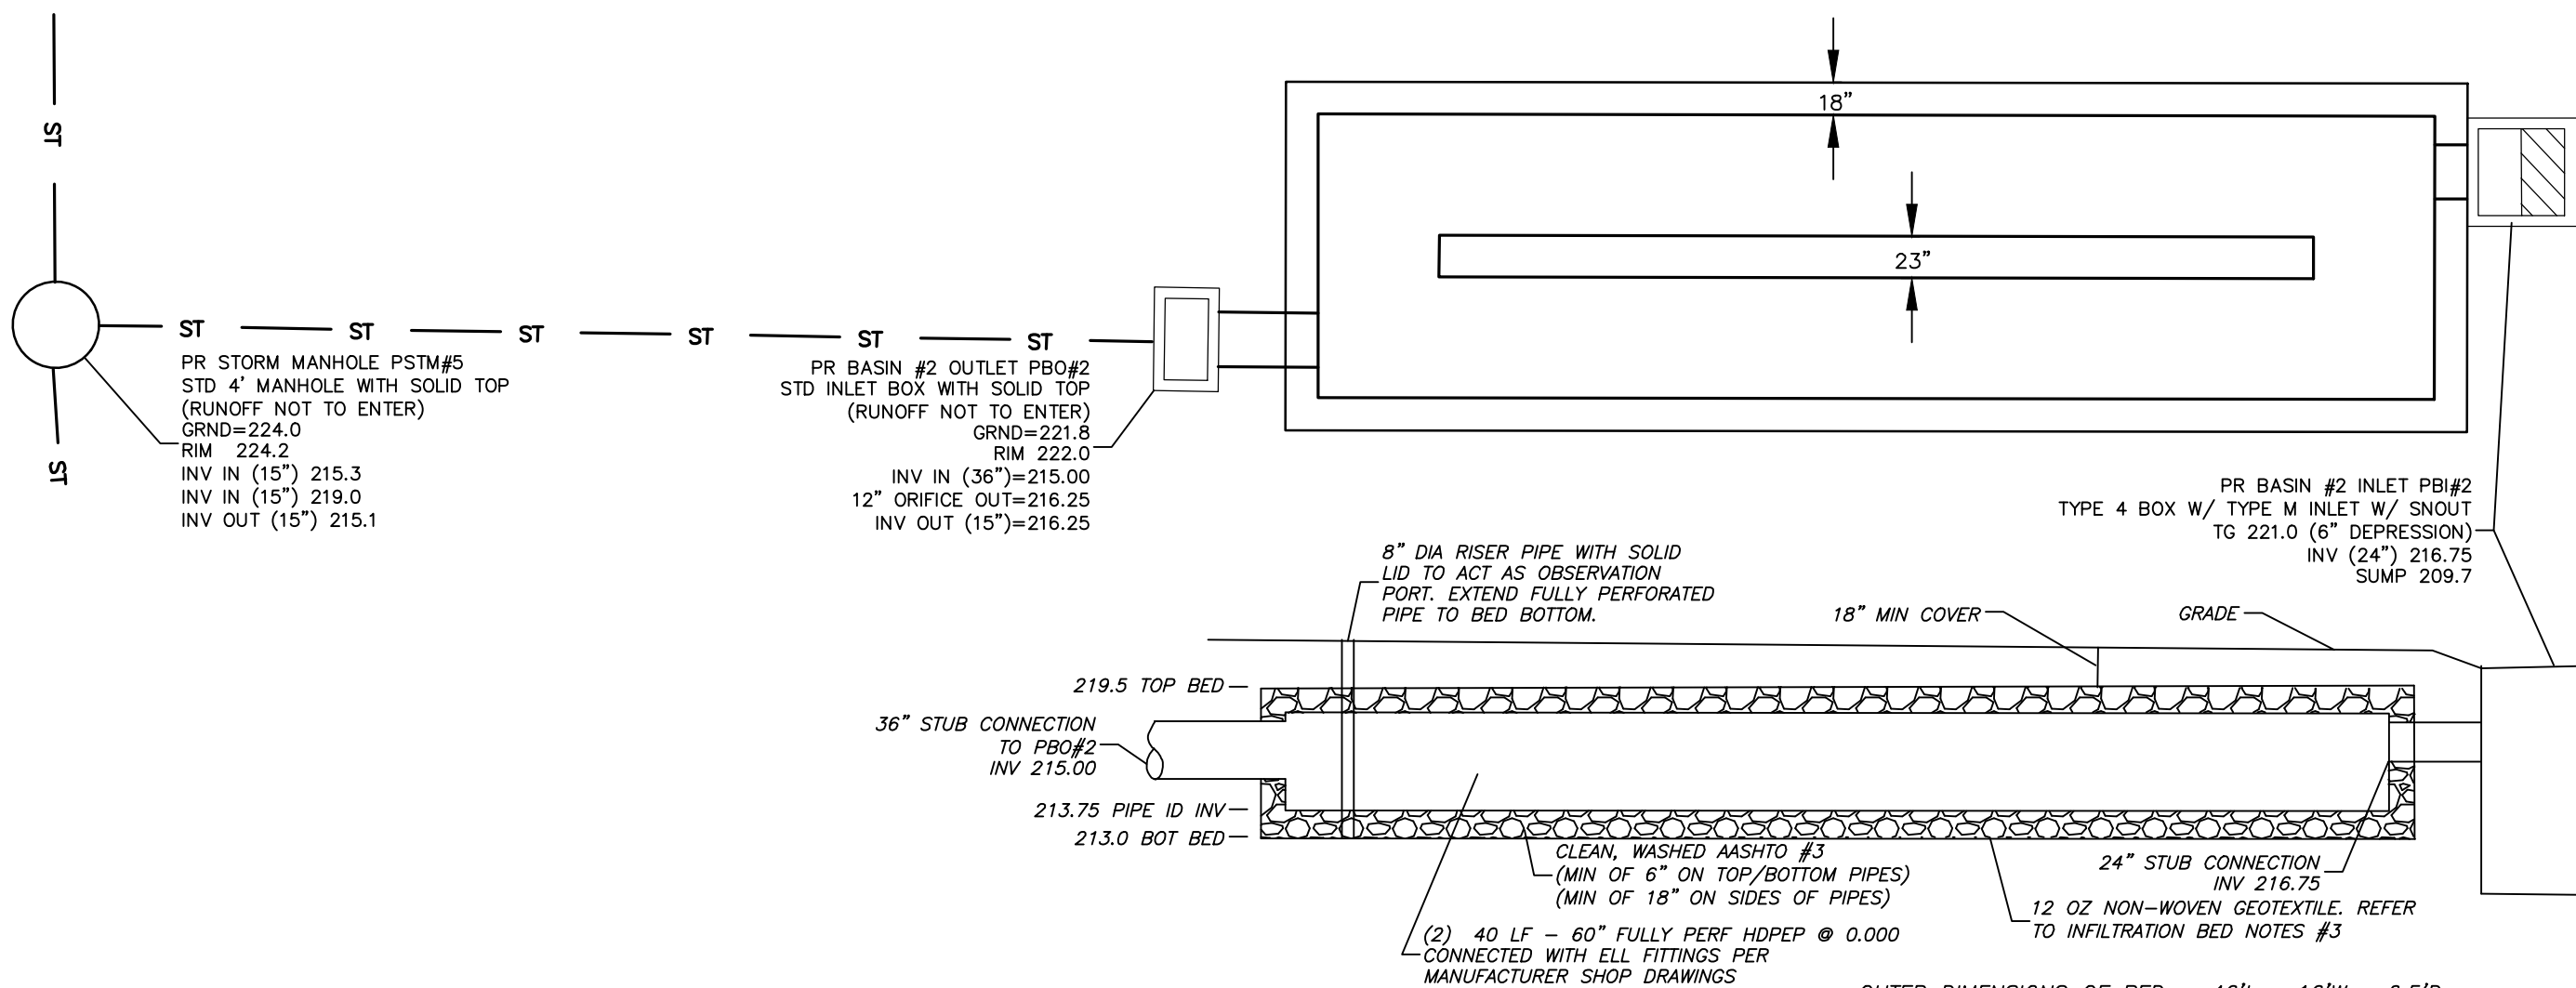 18"
ST
23"
ST
ST ST ST ST ST ST
PR STORM MANHOLE PSTM#5
STD 4' MANHOLE WITH SOLID TOP
(RUNOFF NOT TO ENTER)
GRND=224.0
RIM 224.2
INV IN (15") 215.3
INV IN (15") 219.0
INV OUT (15") 215.1
PR BASIN #2 OUTLET PBO#2
STD INLET BOX WITH SOLID TOP
(RUNOFF NOT TO ENTER)
GRND=221.8
RIM 222.0
INV IN (36")=215.00
12" ORIFICE OUT=216.25
INV OUT (15")=216.25
PR BASIN #2 INLET PBI#2
TYPE 4 BOX W/ TYPE M INLET W/ SNOUT
TG 221.0 (6" DEPRESSION)
INV (24") 216.75
SUMP 209.7
8" DIA RISER PIPE WITH SOLID
LID TO ACT AS OBSERVATION
PORT. EXTEND FULLY PERFORATED
PIPE TO BED BOTTOM.
18" MIN COVER
GRADE
219.5 TOP BED
36" STUB CONNECTION
TO PBO#2
INV 215.00
213.75 PIPE ID INV
213.0 BOT BED
CLEAN, WASHED AASHTO #3
(MIN OF 6" ON TOP/BOTTOM PIPES)
(MIN OF 18" ON SIDES OF PIPES)
24" STUB CONNECTION
INV 216.75
12 OZ NON-WOVEN GEOTEXTILE. REFER
TO INFILTRATION BED NOTES #3
(2) 40 LF - 60" FULLY PERF HDPEP @ 0.000
CONNECTED WITH ELL FITTINGS PER
MANUFACTURER SHOP DRAWINGS
OUTER DIMENSIONS OF BED